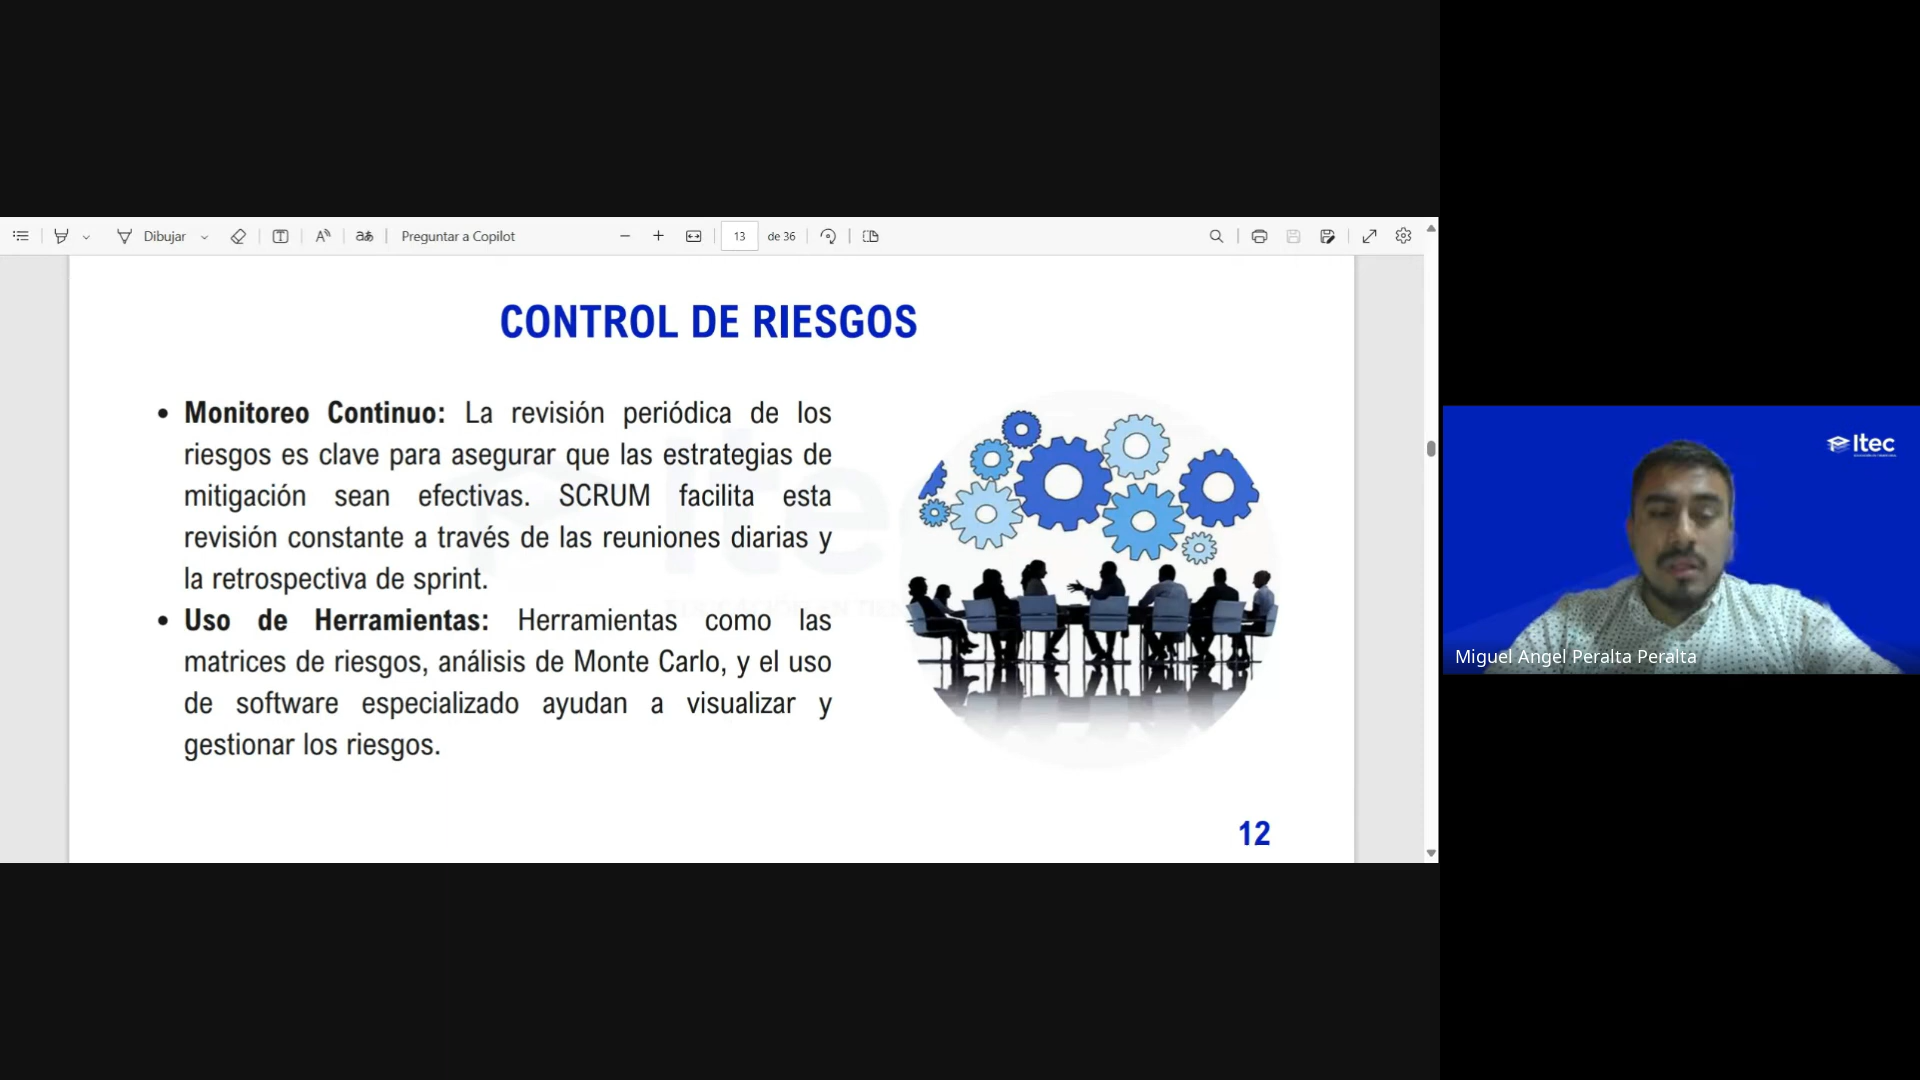 Dibujar
Preguntar a Copilot
13 de 36
CONTROL DE RIESGOS
• Monitoreo Continuo: La revisión periódica de los
riesgos es clave para asegurar que las estrategias de
mitigación sean efectivas. SCRUM facilita esta
revisión constante a través de las reuniones diarias y
la retrospectiva de sprint.
• Uso de Herramientas: Herramientas como las
matrices de riesgos, análisis de Monte Carlo, y el uso
de software especializado ayudan a visualizar y
gestionar los riesgos.
12
Itec
Miguel Angel Peralta Peralta